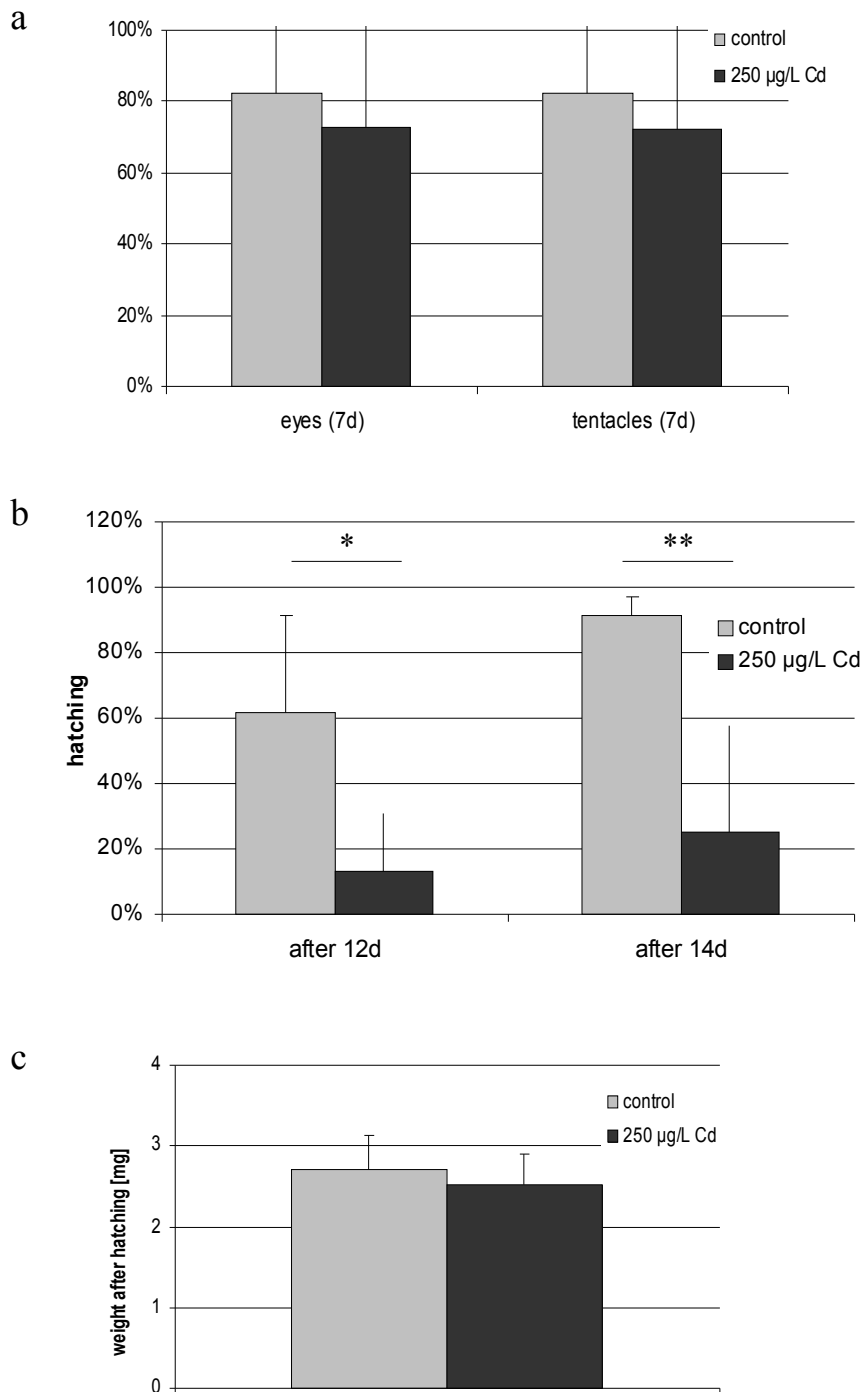 a
100%
80%
60%
40%
20%
0%
control
250 µg/L Cd
eyes (7d)
tentacles (7d)
b
hatching
120%
100%
80%
60%
40%
20%
0%
*
**
control
250 µg/L Cd
after 12d
after 14d
c
weight after hatching [mg]
4
3
2
1
0
control
250 µg/L Cd